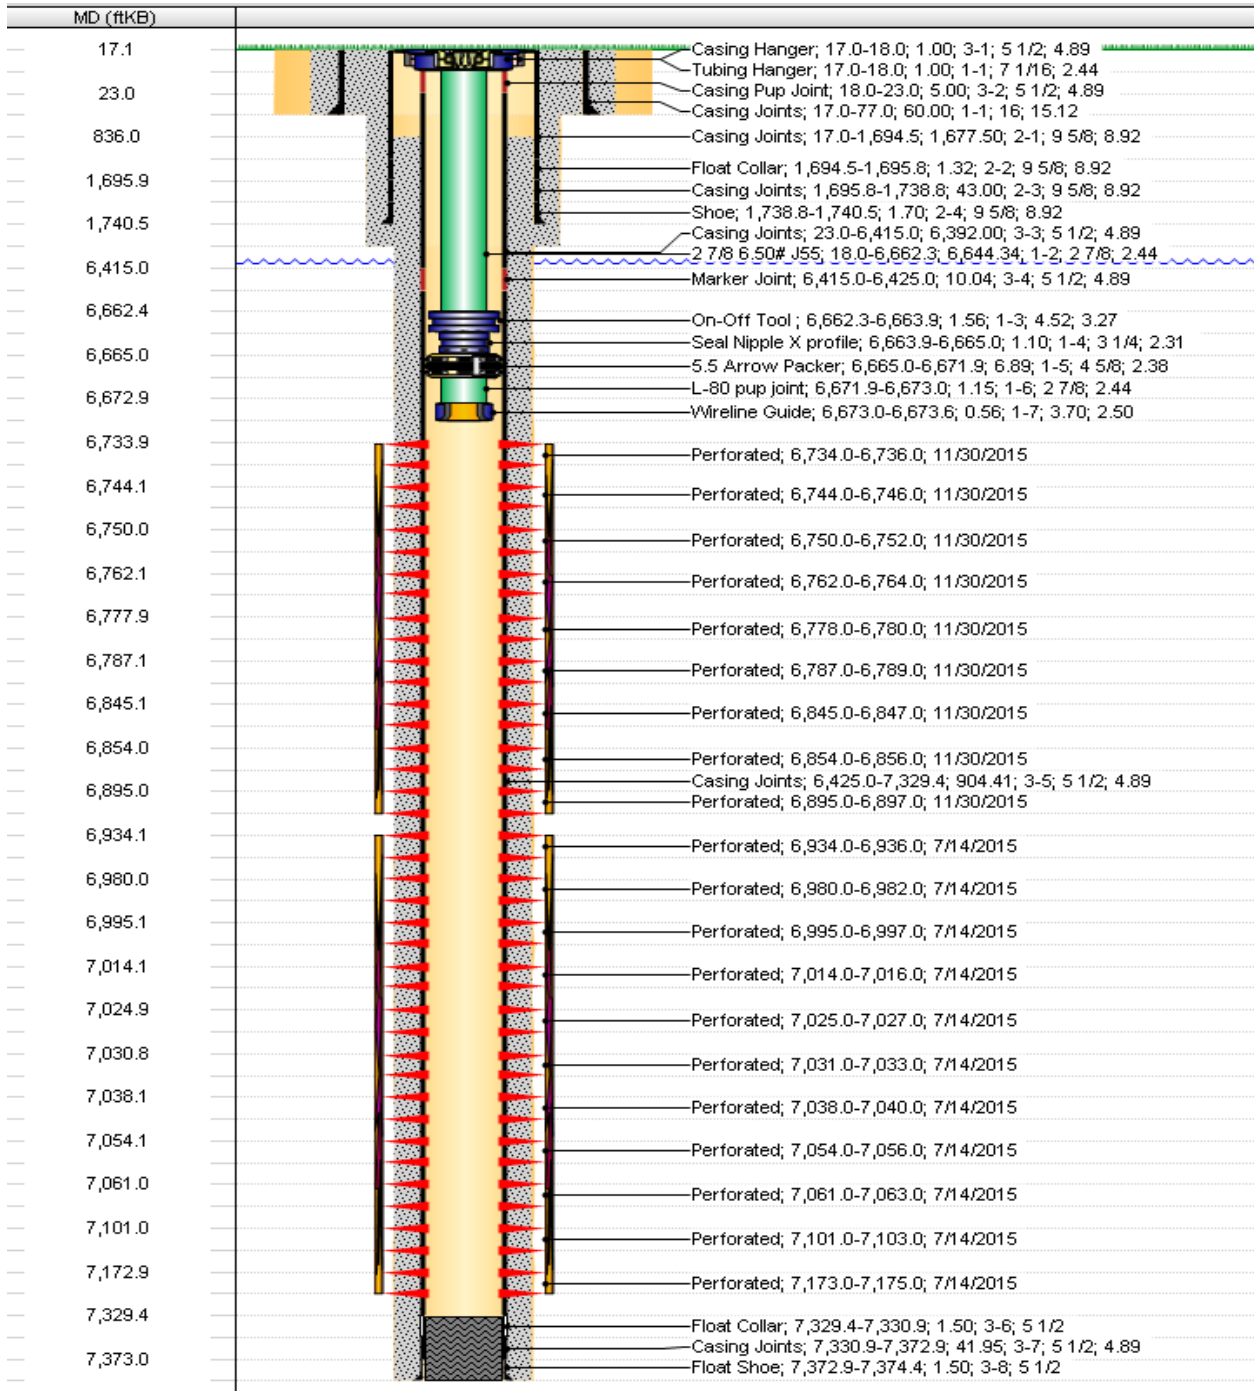 MD (ftKB)
17.1
23.0
836.0
1,695.9
1,740.5
6,415.0
6,662.4
6,665.0
6,672.9
6,733.9
6,744.1
6,750.0
6,762.1
6,777.9
6,787.1
6,845.1
6,854.0
6,895.0
6,934.1
6,980.0
6,995.1
7,014.1
7,024.9
7,030.8
7,038.1
7,054.1
7,061.0
7,101.0
7,172.9
7,329.4
7,373.0
Casing Hanger; 17.0-18.0; 1.00; 3-1; 5 1/2; 4.89
Tubing Hanger; 17.0-18.0; 1.00; 1-1; 7 1/16; 2.44
Casing Pup Joint; 18.0-23.0; 5.00; 3-2; 5 1/2; 4.89
Casing Joints; 17.0-77.0; 60.00; 1-1; 16; 15.12
Casing Joints; 17.0-1,694.5; 1,677.50; 2-1; 9 5/8; 8.92
Float Collar; 1,694.5-1,695.8; 1.32; 2-2; 9 5/8; 8.92
Casing Joints; 1,695.8-1,738.8; 43.00; 2-3; 9 5/8; 8.92
Shoe; 1,738.8-1,740.5; 1.70; 2-4; 9 5/8; 8.92
Casing Joints; 23.0-6,415.0; 6,392.00; 3-3; 5 1/2; 4.89
2 7/8 6.50# J55; 18.0-6,662.3; 6,644.34; 1-2; 2 7/8; 2.44
Marker Joint; 6,415.0-6,425.0; 10.04; 3-4; 5 1/2; 4.89
On-Off Tool ; 6,662.3-6,663.9; 1.56; 1-3; 4.52; 3.27
Seal Nipple X profile; 6,663.9-6,665.0; 1.10; 1-4; 3 1/4; 2.31
5.5 Arrow Packer; 6,665.0-6,671.9; 6.89; 1-5; 4 5/8; 2.38
L-80 pup joint; 6,671.9-6,673.0; 1.15; 1-6; 2 7/8; 2.44
Wireline Guide; 6,673.0-6,673.6; 0.56; 1-7; 3.70; 2.50
Perforated; 6,734.0-6,736.0; 11/30/2015
Perforated; 6,744.0-6,746.0; 11/30/2015
Perforated; 6,750.0-6,752.0; 11/30/2015
Perforated; 6,762.0-6,764.0; 11/30/2015
Perforated; 6,778.0-6,780.0; 11/30/2015
Perforated; 6,787.0-6,789.0; 11/30/2015
Perforated; 6,845.0-6,847.0; 11/30/2015
Perforated; 6,854.0-6,856.0; 11/30/2015
Casing Joints; 6,425.0-7,329.4; 904.41; 3-5; 5 1/2; 4.89
Perforated; 6,895.0-6,897.0; 11/30/2015
Perforated; 6,934.0-6,936.0; 7/14/2015
Perforated; 6,980.0-6,982.0; 7/14/2015
Perforated; 6,995.0-6,997.0; 7/14/2015
Perforated; 7,014.0-7,016.0; 7/14/2015
Perforated; 7,025.0-7,027.0; 7/14/2015
Perforated; 7,031.0-7,033.0; 7/14/2015
Perforated; 7,038.0-7,040.0; 7/14/2015
Perforated; 7,054.0-7,056.0; 7/14/2015
Perforated; 7,061.0-7,063.0; 7/14/2015
Perforated; 7,101.0-7,103.0; 7/14/2015
Perforated; 7,173.0-7,175.0; 7/14/2015
Float Collar; 7,329.4-7,330.9; 1.50; 3-6; 5 1/2
Casing Joints; 7,330.9-7,372.9; 41.95; 3-7; 5 1/2; 4.89
Float Shoe; 7,372.9-7,374.4; 1.50; 3-8; 5 1/2